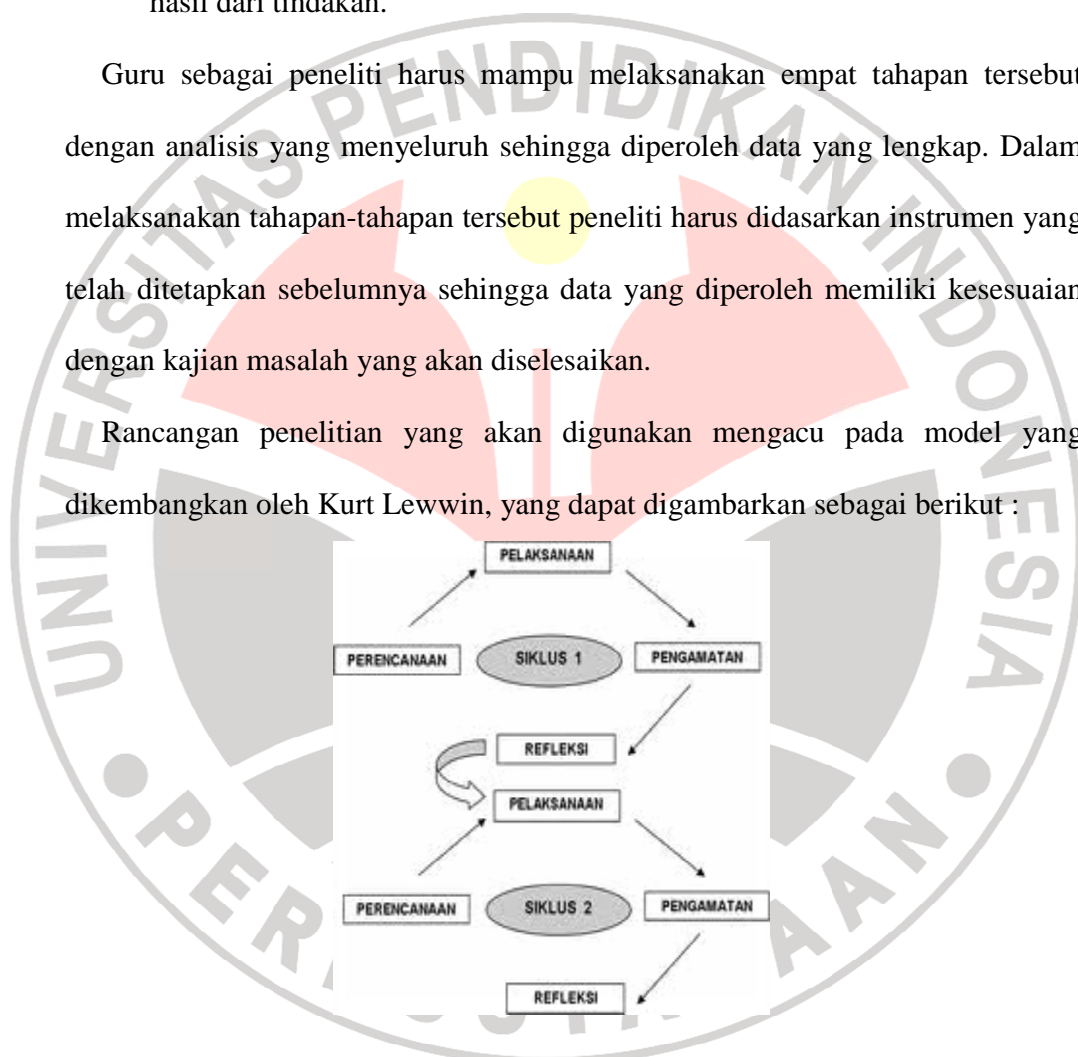 hasil dari tindakan.
Guru sebagai peneliti harus mampu melaksanakan empat tahapan tersebut
dengan analisis yang menyeluruh sehingga diperoleh data yang lengkap. Dalam
melaksanakan tahapan-tahapan tersebut peneliti harus didasarkan instrumen yang
telah ditetapkan sebelumnya sehingga data yang diperoleh memiliki kesesuaian
dengan kajian masalah yang akan diselesaikan.
Rancangan penelitian yang akan digunakan mengacu pada model yang
dikembangkan oleh Kurt Lewwin, yang dapat digambarkan sebagai berikut :
PELAKSANAAN
PERENCANAAN
SIKLUS 1
PENGAMATAN
REFLEKSI
PELAKSANAAN
PERENCANAAN
SIKLUS 2
PENGAMATAN
REFLEKSI
UNIVERSITAS PENDIDIKAN INDONESIA